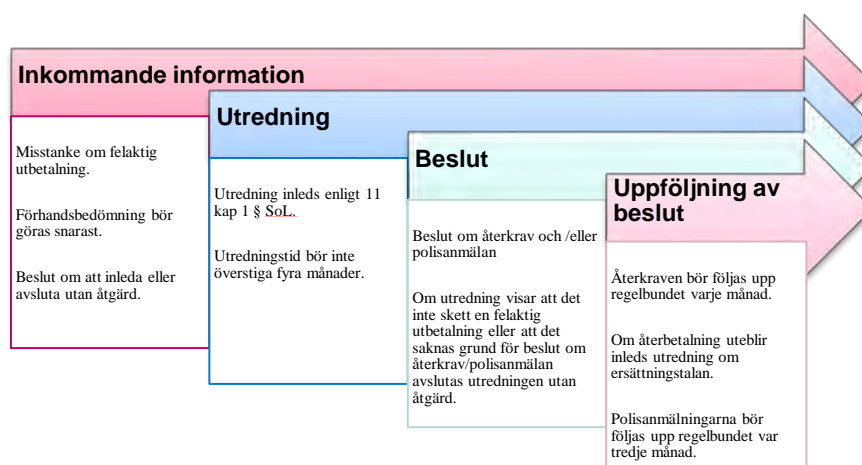 Inkommande information
Misstanke om felaktig
utbetalning.
Förhandsbedömning bör
göras snarast.
Beslut om att inleda eller
avsluta utan åtgärd.
Utredning
Utredning inleds enligt 11
kap 1 § SoL.
Utredningstid bör inte
överstiga fyra månader.
Beslut
Beslut om återkrav och /eller
polisanmälan
Om utredning visar att det
inte skett en felaktig
utbetalning eller att det
saknas grund för beslut om
återkrav/polisanmälan
avslutas utredningen utan
åtgärd.
Uppföljning av
beslut
Återkraven bör följas upp
regelbundet varje månad.
Om återbetalning uteblir
inleds utredning om
ersättningstalan.
Polisanmälningarna bör
följas upp regelbundet var
tredje månad.